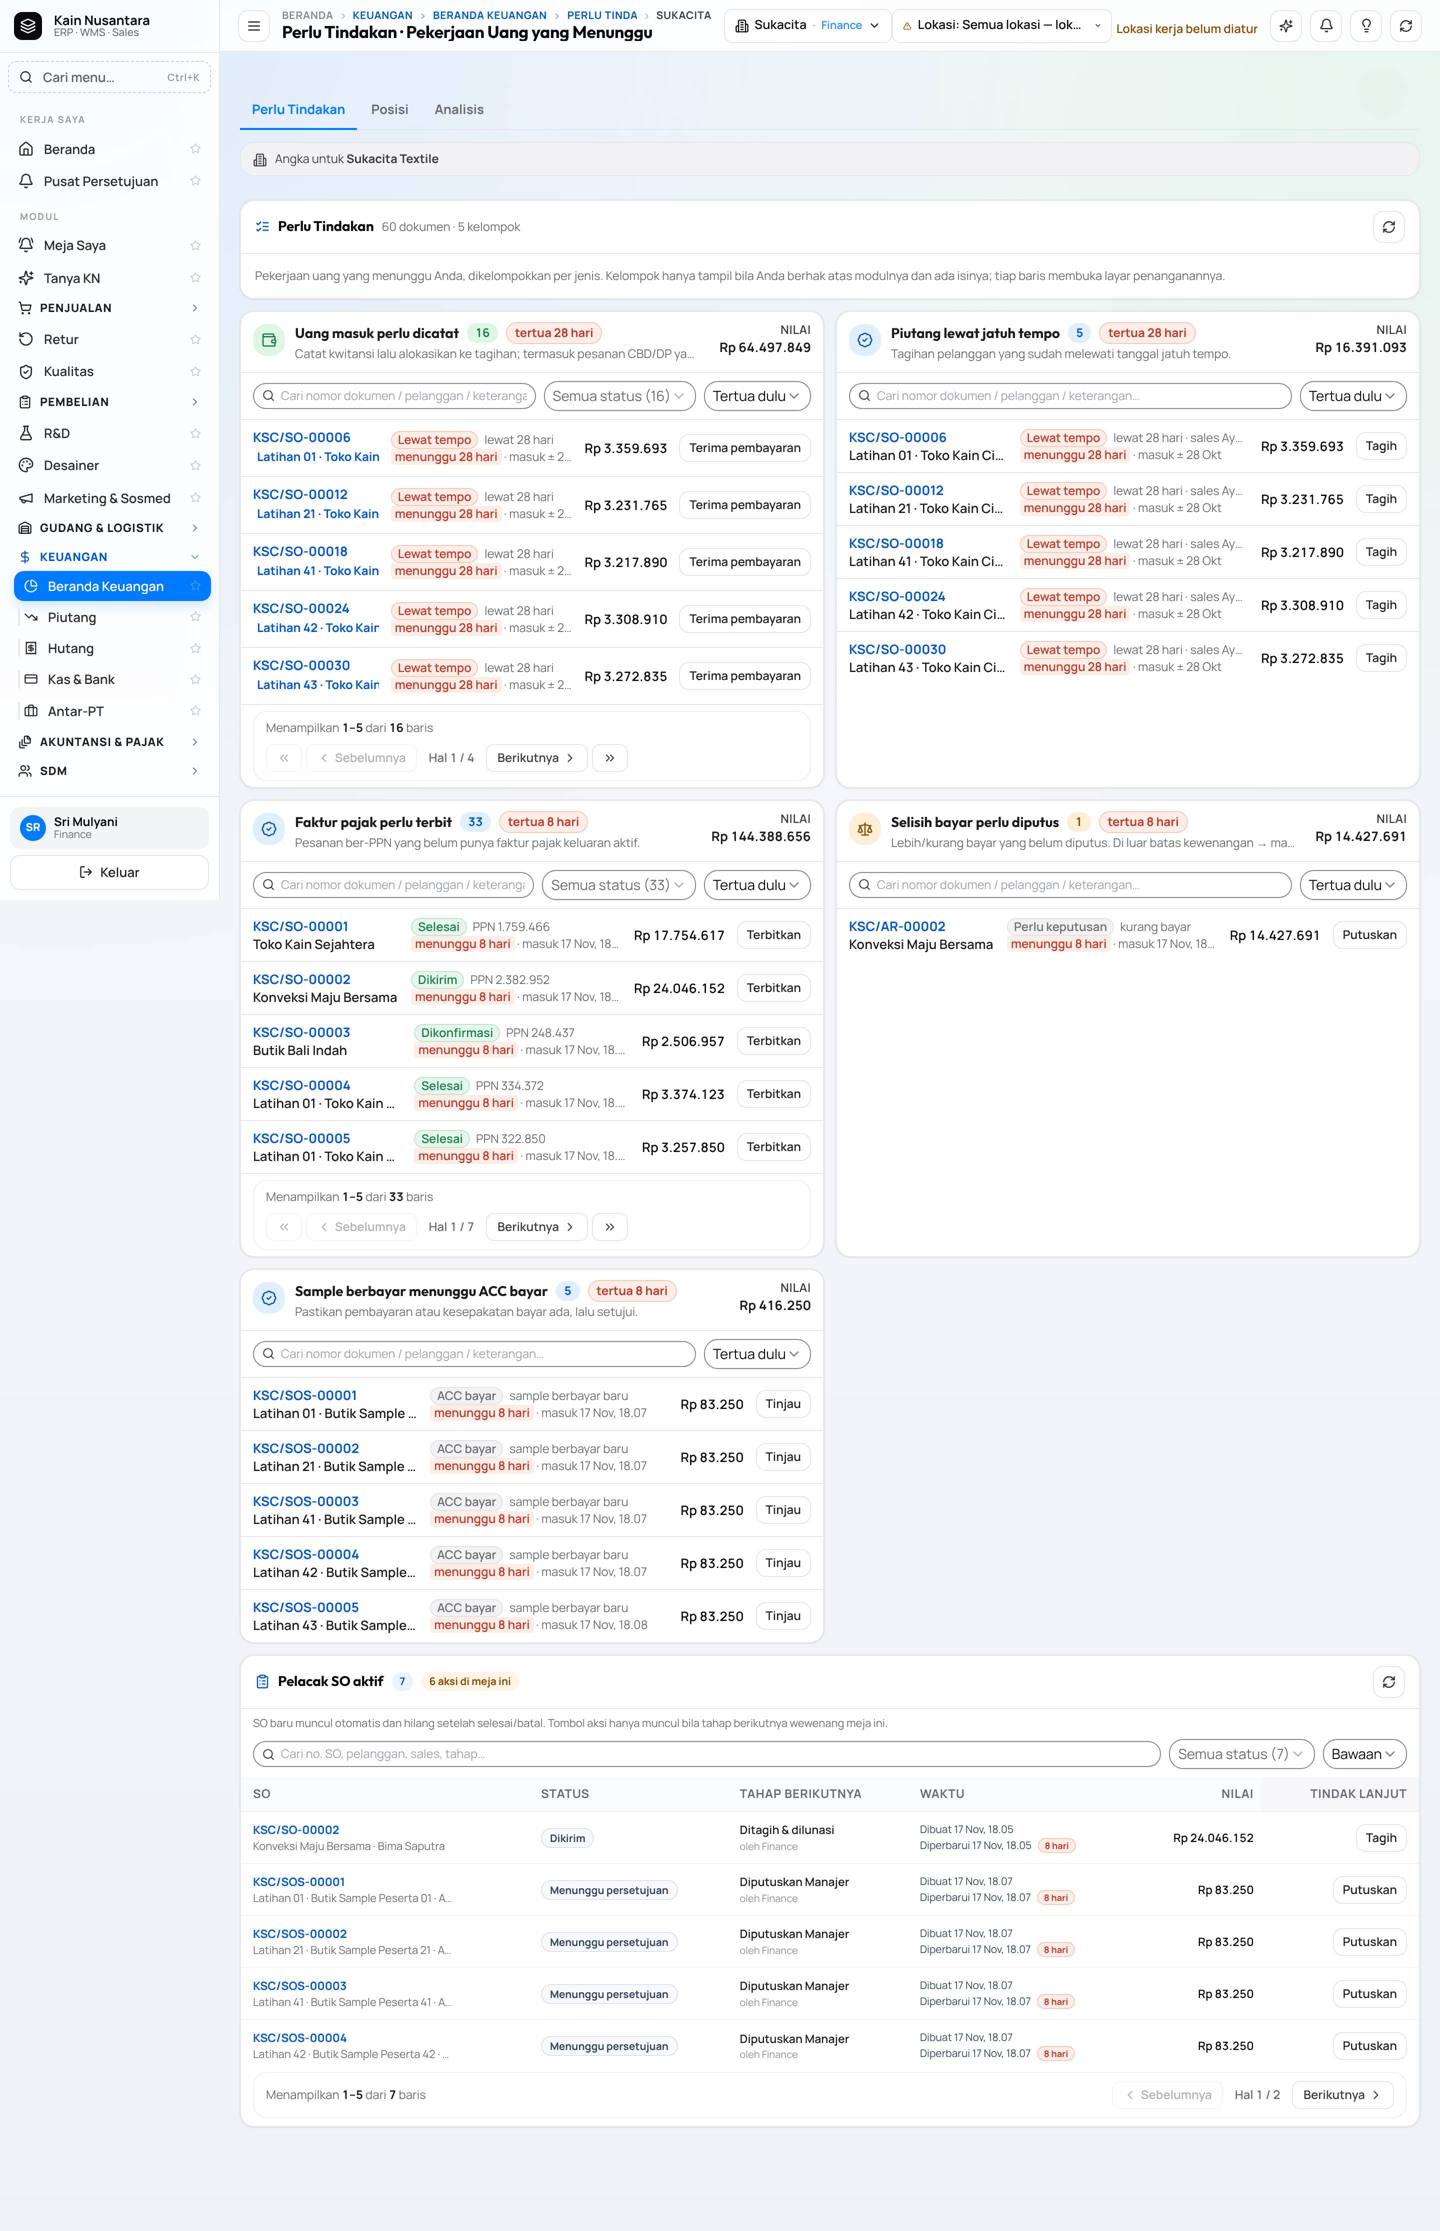 Kain Nusantara
ERP · WMS · Sales
Cari menu... Ctrl+K
KERJA SAYA
Beranda
Pusat Persetujuan
MODUL
Meja Saya
Tanya KN
PENJUALAN
Retur
Kualitas
PEMBELIAN
R&D
Desainer
Marketing & Sosmed
GUDANG & LOGISTIK
KEUANGAN
Beranda Keuangan
Piutang
Hutang
Kas & Bank
Antar-PT
AKUNTANSI & PAJAK
SDM
SR Sri Mulyani
Finance
Keluar
BERANDA > KEUANGAN > BERANDA KEUANGAN > PERLU TINDA > SUKACITA
Perlu Tindakan · Pekerjaan Uang yang Menunggu
Sukacita · Finance
Lokasi: Semua lokasi — lok...
Lokasi kerja belum diatur
Perlu Tindakan Posisi Analisis
Angka untuk Sukacita Textile
Perlu Tindakan 60 dokumen · 5 kelompok
Pekerjaan uang yang menunggu Anda, dikelompokkan per jenis. Kelompok hanya tampil bila Anda berhak atas modulnya dan ada isinya; tiap baris membuka layar penanganannya.
Uang masuk perlu dicatat 16 tertua 28 hari NILAI
Catat kwitansi lalu alokasikan ke tagihan; termasuk pesanan CBD/DP ya... Rp 64.497.849
Cari nomor dokumen / pelanggan / keteranga Semua status (16) Tertua dulu
KSC/SO-00006 Lewat tempo lewat 28 hari Rp 3.359.693 Terima pembayaran
Latihan 01 · Toko Kain menunggu 28 hari · masuk ± 2...
KSC/SO-00012 Lewat tempo lewat 28 hari Rp 3.231.765 Terima pembayaran
Latihan 21 · Toko Kain menunggu 28 hari · masuk ± 2...
KSC/SO-00018 Lewat tempo lewat 28 hari Rp 3.217.890 Terima pembayaran
Latihan 41 · Toko Kain menunggu 28 hari · masuk ± 2...
KSC/SO-00024 Lewat tempo lewat 28 hari Rp 3.308.910 Terima pembayaran
Latihan 42 · Toko Kain menunggu 28 hari · masuk ± 2...
KSC/SO-00030 Lewat tempo lewat 28 hari Rp 3.272.835 Terima pembayaran
Latihan 43 · Toko Kain menunggu 28 hari · masuk ± 2...
Menampilkan 1–5 dari 16 baris
Sebelumnya Hal 1 / 4 Berikutnya
Piutang lewat jatuh tempo 5 tertua 28 hari NILAI
Tagihan pelanggan yang sudah melewati tanggal jatuh tempo. Rp 16.391.093
Cari nomor dokumen / pelanggan / keterangan... Tertua dulu
KSC/SO-00006 Lewat tempo lewat 28 hari · sales Ay... Rp 3.359.693 Tagih
Latihan 01 · Toko Kain Ci... menunggu 28 hari · masuk ± 28 Okt
KSC/SO-00012 Lewat tempo lewat 28 hari · sales Ay... Rp 3.231.765 Tagih
Latihan 21 · Toko Kain Ci... menunggu 28 hari · masuk ± 28 Okt
KSC/SO-00018 Lewat tempo lewat 28 hari · sales Ay... Rp 3.217.890 Tagih
Latihan 41 · Toko Kain Ci... menunggu 28 hari · masuk ± 28 Okt
KSC/SO-00024 Lewat tempo lewat 28 hari · sales Ay... Rp 3.308.910 Tagih
Latihan 42 · Toko Kain Ci... menunggu 28 hari · masuk ± 28 Okt
KSC/SO-00030 Lewat tempo lewat 28 hari · sales Ay... Rp 3.272.835 Tagih
Latihan 43 · Toko Kain Ci... menunggu 28 hari · masuk ± 28 Okt
Faktur pajak perlu terbit 33 tertua 8 hari NILAI
Pesanan ber-PPN yang belum punya faktur pajak keluaran aktif. Rp 144.388.656
Cari nomor dokumen / pelanggan / keteranga Semua status (33) Tertua dulu
KSC/SO-00001 Selesai PPN 1.759.466 Rp 17.754.617 Terbitkan
Toko Kain Sejahtera menunggu 8 hari · masuk 17 Nov, 18...
KSC/SO-00002 Dikirim PPN 2.382.952 Rp 24.046.152 Terbitkan
Konveksi Maju Bersama menunggu 8 hari · masuk 17 Nov, 18...
KSC/SO-00003 Dikonfirmasi PPN 248.437 Rp 2.506.957 Terbitkan
Butik Bali Indah menunggu 8 hari · masuk 17 Nov, 18....
KSC/SO-00004 Selesai PPN 334.372 Rp 3.374.123 Terbitkan
Latihan 01 · Toko Kain ... menunggu 8 hari · masuk 17 Nov, 18....
KSC/SO-00005 Selesai PPN 322.850 Rp 3.257.850 Terbitkan
Latihan 01 · Toko Kain ... menunggu 8 hari · masuk 17 Nov, 18....
Menampilkan 1–5 dari 33 baris
Sebelumnya Hal 1 / 7 Berikutnya
Selisih bayar perlu diputus 1 tertua 8 hari NILAI
Lebih/kurang bayar yang belum diputus. Di luar batas kewenangan → ma... Rp 14.427.691
Cari nomor dokumen / pelanggan / keterangan... Tertua dulu
KSC/AR-00002 Perlu keputusan kurang bayar Rp 14.427.691 Putuskan
Konveksi Maju Bersama menunggu 8 hari · masuk 17 Nov, 18...
Sample berbayar menunggu ACC bayar 5 tertua 8 hari NILAI
Pastikan pembayaran atau kesepakatan bayar ada, lalu setujui. Rp 416.250
Cari nomor dokumen / pelanggan / keterangan... Tertua dulu
KSC/SOS-00001 ACC bayar sample berbayar baru Rp 83.250 Tinjau
Latihan 01 · Butik Sample ... menunggu 8 hari · masuk 17 Nov, 18.07
KSC/SOS-00002 ACC bayar sample berbayar baru Rp 83.250 Tinjau
Latihan 21 · Butik Sample ... menunggu 8 hari · masuk 17 Nov, 18.07
KSC/SOS-00003 ACC bayar sample berbayar baru Rp 83.250 Tinjau
Latihan 41 · Butik Sample ... menunggu 8 hari · masuk 17 Nov, 18.07
KSC/SOS-00004 ACC bayar sample berbayar baru Rp 83.250 Tinjau
Latihan 42 · Butik Sample... menunggu 8 hari · masuk 17 Nov, 18.07
KSC/SOS-00005 ACC bayar sample berbayar baru Rp 83.250 Tinjau
Latihan 43 · Butik Sample... menunggu 8 hari · masuk 17 Nov, 18.08
Pelacak SO aktif 7 6 aksi di meja ini
SO baru muncul otomatis dan hilang setelah selesai/batal. Tombol aksi hanya muncul bila tahap berikutnya wewenang meja ini.
Cari no. SO, pelanggan, sales, tahap... Semua status (7) Bawaan
SO STATUS TAHAP BERIKUTNYA WAKTU NILAI TINDAK LANJUT
KSC/SO-00002 Dikirim Ditagih & dilunasi Dibuat 17 Nov, 18.05 Rp 24.046.152 Tagih
Konveksi Maju Bersama · Bima Saputra oleh Finance Diperbarui 17 Nov, 18.05 8 hari
KSC/SOS-00001 Menunggu persetujuan Diputuskan Manajer Dibuat 17 Nov, 18.07 Rp 83.250 Putuskan
Latihan 01 · Butik Sample Peserta 01 · A... oleh Finance Diperbarui 17 Nov, 18.07 8 hari
KSC/SOS-00002 Menunggu persetujuan Diputuskan Manajer Dibuat 17 Nov, 18.07 Rp 83.250 Putuskan
Latihan 21 · Butik Sample Peserta 21 · A... oleh Finance Diperbarui 17 Nov, 18.07 8 hari
KSC/SOS-00003 Menunggu persetujuan Diputuskan Manajer Dibuat 17 Nov, 18.07 Rp 83.250 Putuskan
Latihan 41 · Butik Sample Peserta 41 · A... oleh Finance Diperbarui 17 Nov, 18.07 8 hari
KSC/SOS-00004 Menunggu persetujuan Diputuskan Manajer Dibuat 17 Nov, 18.07 Rp 83.250 Putuskan
Latihan 42 · Butik Sample Peserta 42 · ... oleh Finance Diperbarui 17 Nov, 18.07 8 hari
Menampilkan 1–5 dari 7 baris Sebelumnya Hal 1 / 2 Berikutnya